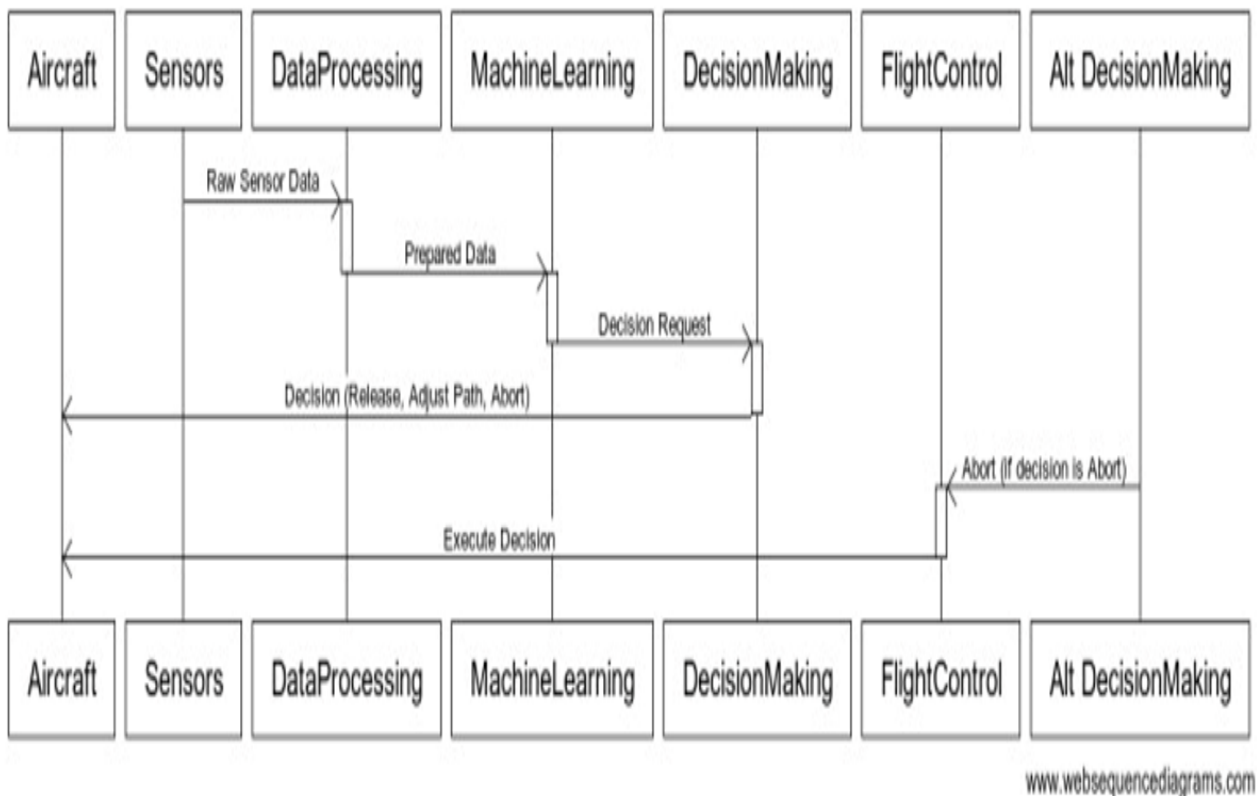 Aircraft
Sensors
DataProcessing
MachineLearning
DecisionMaking
FlightControl
Alt DecisionMaking
Raw Sensor Data
Prepared Data
Decision Request
Decision (Release, Adjust Path, Abort)
Abort (if decision is Abort)
Execute Decision
Aircraft
Sensors
DataProcessing
MachineLearning
DecisionMaking
FlightControl
Alt DecisionMaking
www.websequencediagrams.com